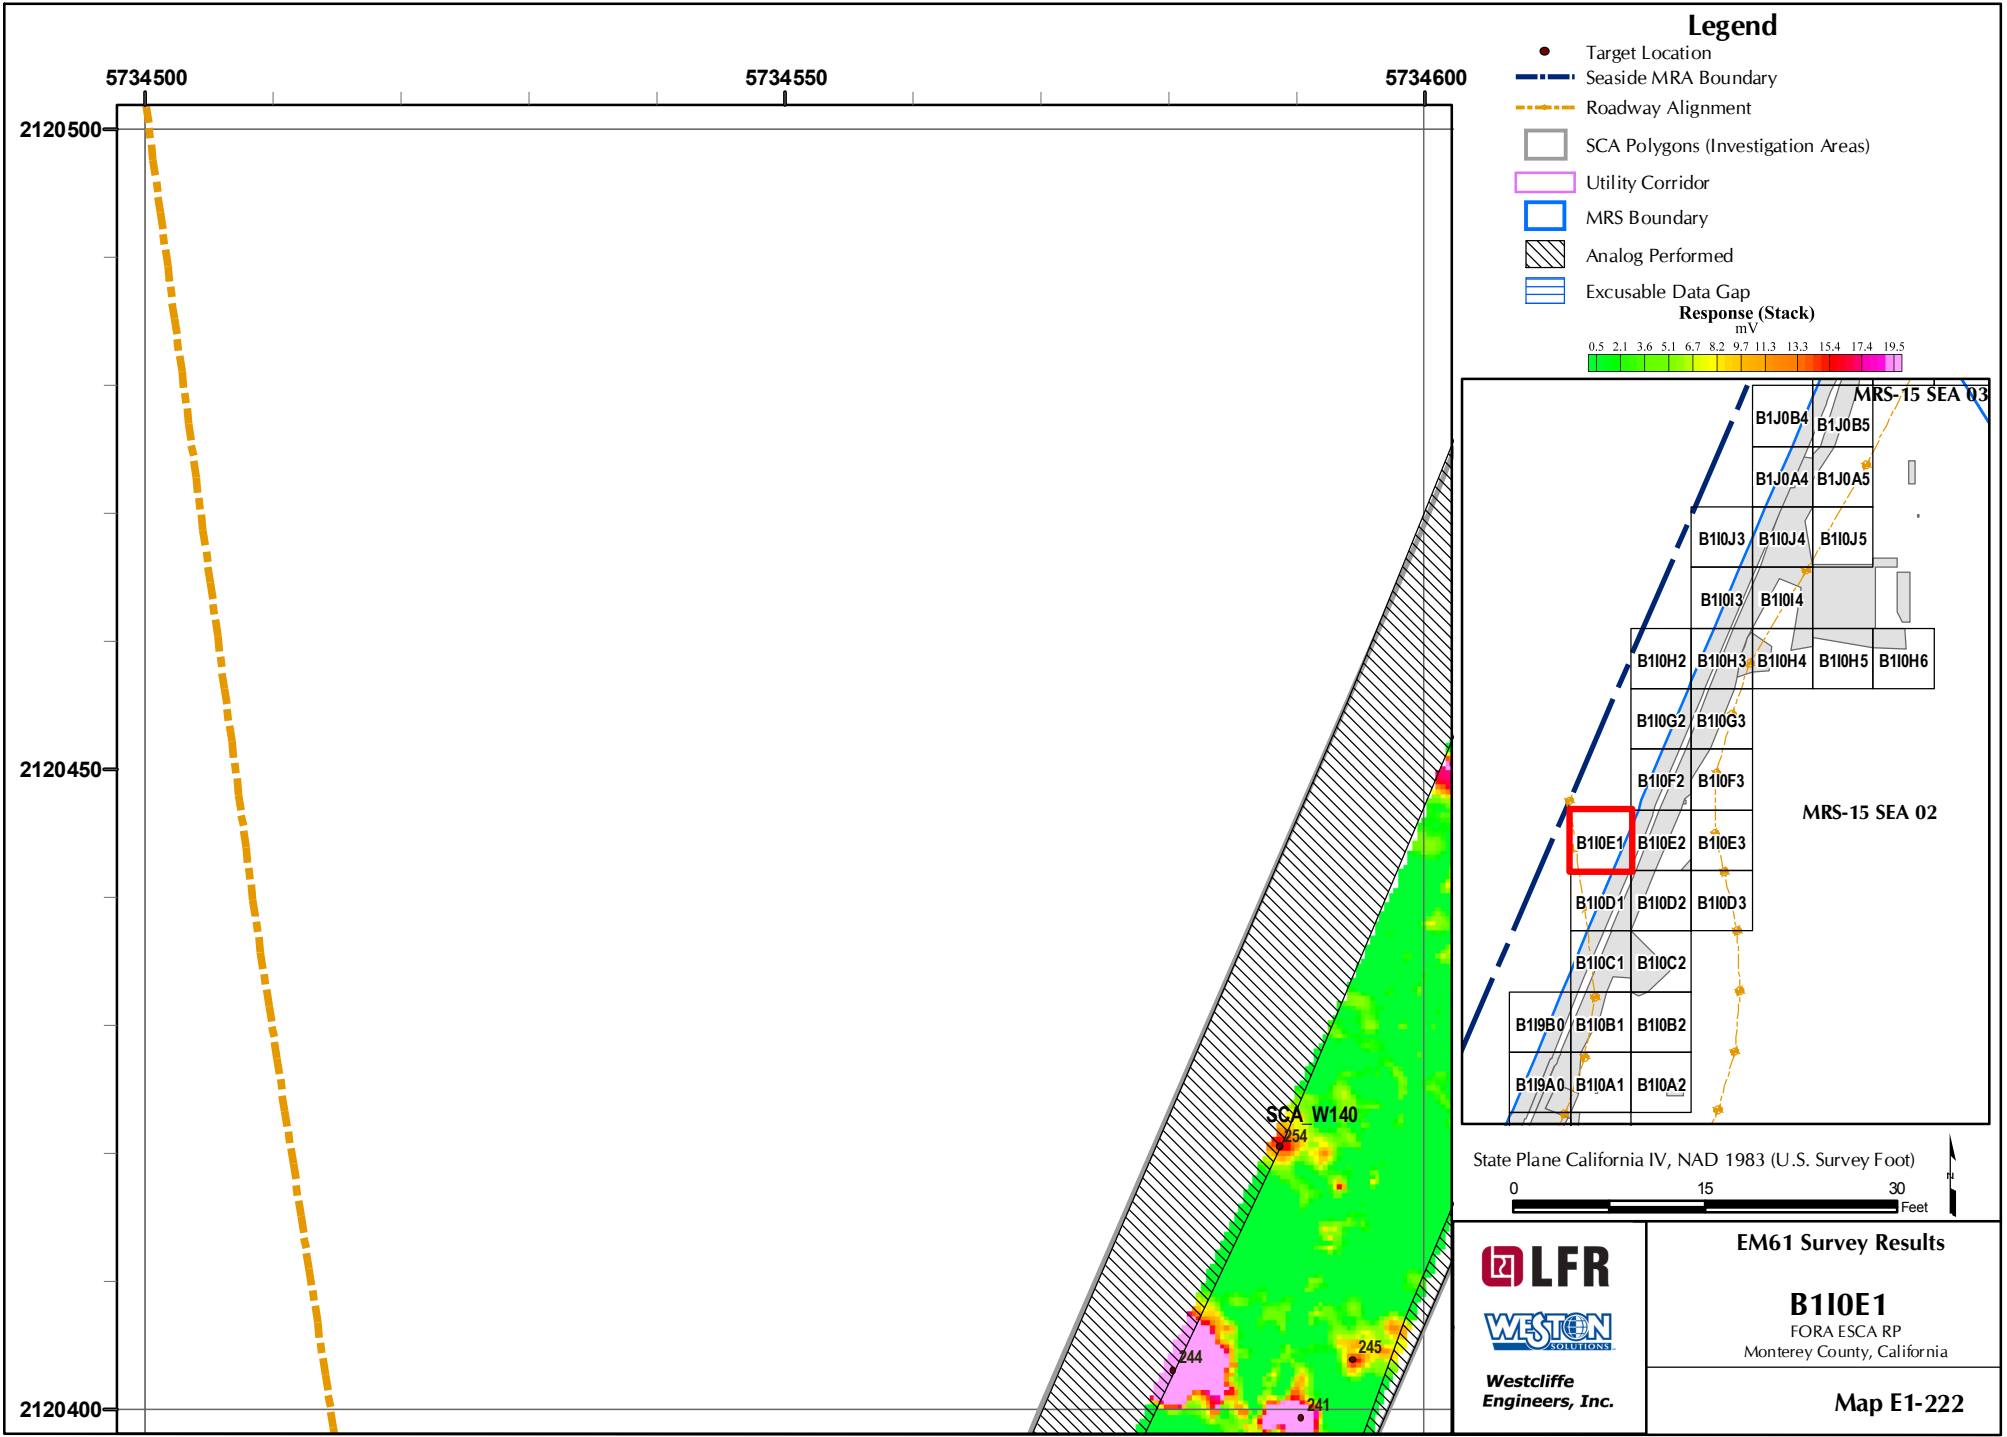 Legend
Target Location
Seaside MRA Boundary
Roadway Alignment
SCA Polygons (Investigation Areas)
Utility Corridor
MRS Boundary
Analog Performed
Excusable Data Gap
Response (Stack)
mV
0.5 2.1 3.6 5.1 6.7 8.2 9.7 11.3 13.3 15.4 17.4 19.5
5734500 5734550 5734600
2120500
2120450
2120400
SCA_W140
254
244
245
241
MRS-15 SEA 03
B1J0B4 B1J0B5
B1J0A4 B1J0A5
B1I0J3 B1I0J4 B1I0J5
B1I0I3 B1I0I4
B1I0H2 B1I0H3 B1I0H4 B1I0H5 B1I0H6
B1I0G2 B1I0G3
B1I0F2 B1I0F3
MRS-15 SEA 02
B1I0E1 B1I0E2 B1I0E3
B1I0D1 B1I0D2 B1I0D3
B1I0C1 B1I0C2
B1I9B0 B1I0B1 B1I0B2
B1I9A0 B1I0A1 B1I0A2
State Plane California IV, NAD 1983 (U.S. Survey Foot)
0 15 30
Feet
N
LFR
WESTON
SOLUTIONS
Westcliffe
Engineers, Inc.
EM61 Survey Results
B1I0E1
FORA ESCA RP
Monterey County, California
Map E1-222